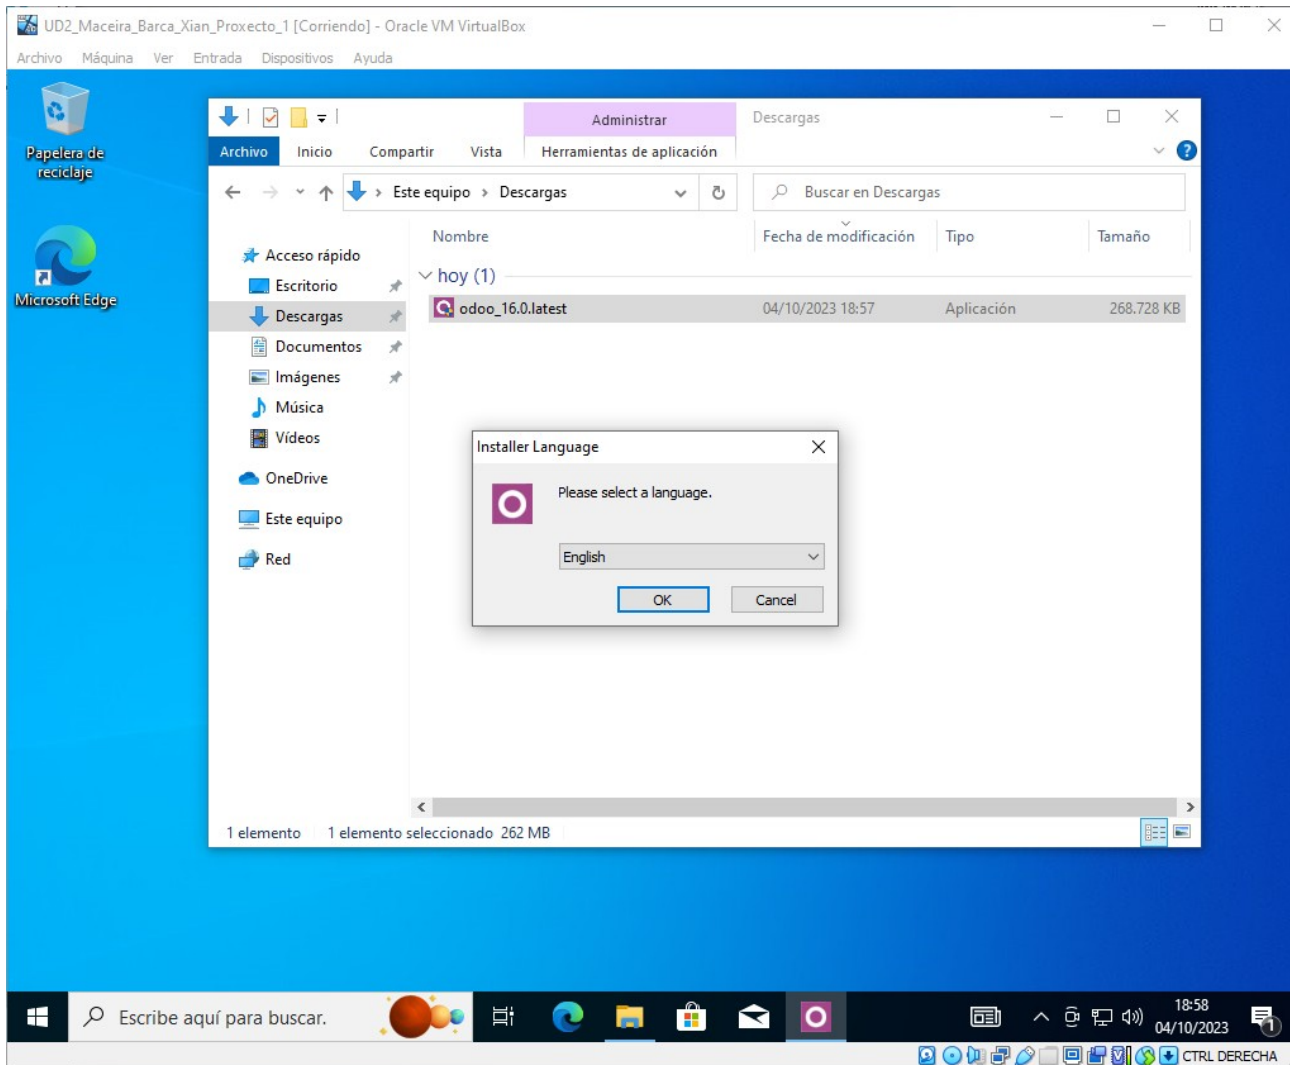 UD2_Maceira_Barca_Xian_Proxecto_1 [Corriendo] - Oracle VM VirtualBox
Archivo Máquina Ver Entrada Dispositivos Ayuda
Papelera de
reciclaje
Microsoft Edge
Administrar Descargas
Archivo Inicio Compartir Vista Herramientas de aplicación
Este equipo › Descargas
Buscar en Descargas
Nombre Fecha de modificación Tipo Tamaño
Acceso rápido
Escritorio
Descargas
Documentos
Imágenes
Música
Vídeos
OneDrive
Este equipo
Red
hoy (1)
odoo_16.0.latest 04/10/2023 18:57 Aplicación 268.728 KB
Installer Language
Please select a language.
English
OK Cancel
1 elemento 1 elemento seleccionado 262 MB
Escribe aquí para buscar.
18:58
04/10/2023
1
CTRL DERECHA